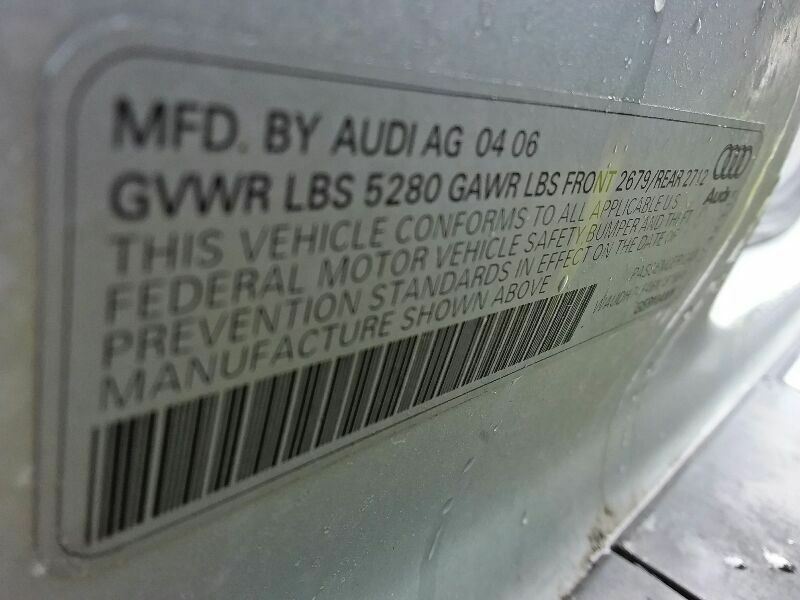 MFD. BY AUDI AG 04 06
GVWR LBS 5280 GAWR LBS FRONT 2679/REAR 2712
THIS VEHICLE CONFORMS TO ALL APPLICABLE U.S.
FEDERAL MOTOR VEHICLE SAFETY, BUMPER AND THEFT
PREVENTION STANDARDS IN EFFECT ON THE DATE OF
MANUFACTURE SHOWN ABOVE
Audi
PASSENGER